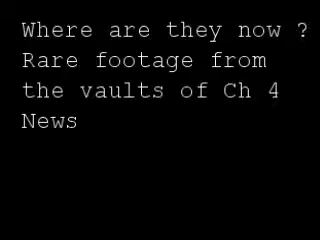 Where are they now ?
Rare footage from
the vaults of Ch 4
News